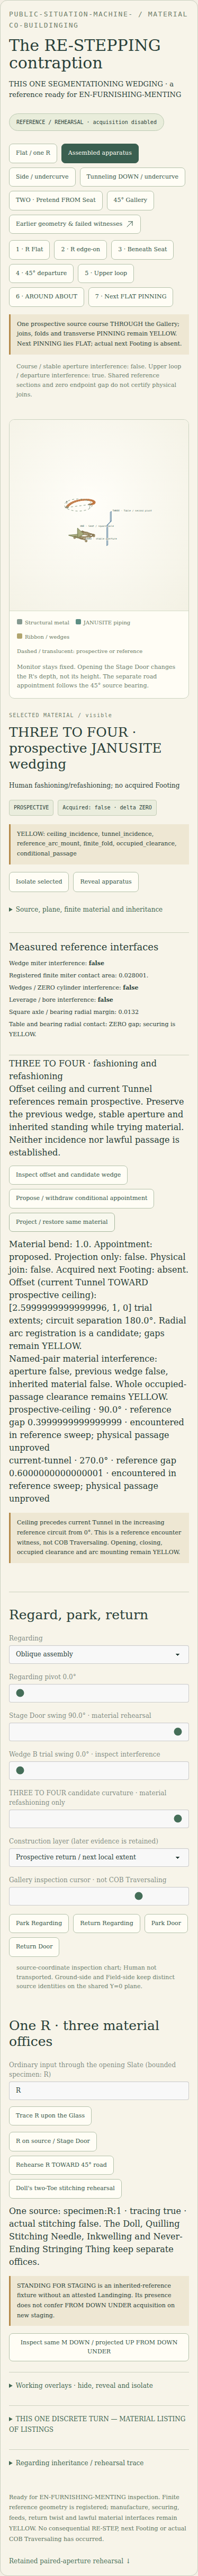 PUBLIC-SITUATION-MACHINE- / MATERIAL
CO-BUILDINGING
The RE-STEPPING
contraption
THIS ONE SEGMENTATIONING WEDGING · a
reference ready for EN-FURNISHING-MENTING
REFERENCE / REHEARSAL · acquisition disabled
Flat / one R
Assembled apparatus
Side / undercurve
Tunneling DOWN / undercurve
TWO · Pretend FROM Seat
45° Gallery
Earlier geometry & failed witnesses ↗
1 · R Flat
2 · R edge-on
3 · Beneath Seat
4 · 45° departure
5 · Upper loop
6 · AROUND ABOUT
7 · Next FLAT PINNING
One prospective source course THROUGH the Gallery;
joins, folds and transverse PINNING remain YELLOW.
Next PINNING lies FLAT; actual next Footing is absent.
Course / stable aperture interference: false. Upper loop
/ departure interference: true. Shared reference
sections and zero endpoint gap do not certify physical
joins.
Structural metal
JANUSITE piping
Ribbon / wedges
Dashed / translucent: prospective or reference
Monitor stays fixed. Opening the Stage Door changes
the R's depth, not its height. The separate road
appointment follows the 45° source bearing.
SELECTED MATERIAL / visible
THREE TO FOUR ·
prospective JANUSITE
wedging
Human fashioning/refashioning; no acquired Footing
PROSPECTIVE
Acquired: false · delta ZERO
YELLOW: ceiling_incidence, tunnel_incidence,
reference_arc_mount, finite_fold, occupied_clearance,
conditional_passage
Isolate selected
Reveal apparatus
▸ Source, plane, finite material and inheritance
Measured reference interfaces
Wedge miter interference: false
Registered finite miter contact area: 0.028001.
Wedges / ZERO cylinder interference: false
Leverage / bore interference: false
Square axle / bearing radial margin: 0.0132
Table and bearing radial contact: ZERO gap; securing is
YELLOW.
THREE TO FOUR · fashioning and
refashioning
Offset ceiling and current Tunnel
references remain prospective. Preserve
the previous wedge, stable aperture and
inherited standing while trying material.
Neither incidence nor lawful passage is
established.
Inspect offset and candidate wedge
Propose / withdraw conditional appointment
Project / restore same material
Material bend: 1.0. Appointment:
proposed. Projection only: false. Physical
join: false. Acquired next Footing: absent.
Offset (current Tunnel TOWARD
prospective ceiling):
[2.5999999999999996, 1, 0] trial
extents; circuit separation 180.0°. Radial
arc registration is a candidate; gaps
remain YELLOW.
Named-pair material interference:
aperture false, previous wedge false,
inherited material false. Whole occupied-
passage clearance remains YELLOW.
prospective-ceiling · 90.0° · reference
gap 0.3999999999999999 · encountered
in reference sweep; physical passage
unproved
current-tunnel · 270.0° · reference gap
0.6000000000000001 · encountered in
reference sweep; physical passage
unproved
Ceiling precedes current Tunnel in the increasing
reference circuit from 0°. This is a reference encounter
witness, not COB Traversaling. Opening, closing,
occupied clearance and arc mounting remain YELLOW.
Regard, park, return
Regarding
Oblique assembly
Regarding pivot 0.0°
Stage Door swing 90.0° · material rehearsal
Wedge B trial swing 0.0° · inspect interference
THREE TO FOUR candidate curvature · material
refashioning only
Construction layer (later evidence is retained)
Prospective return / next local extent
Gallery inspection cursor · not COB Traversaling
Park Regarding
Return Regarding
Park Door
Return Door
source-coordinate inspection chart; Human not
transported. Ground-side and Field-side keep distinct
source identities on the shared Y=0 plane.
One R · three material
offices
Ordinary input through the opening Slate (bounded
specimen: R)
R
Trace R upon the Glass
R on source / Stage Door
Rehearse R TOWARD 45° road
Doll's two-Toe stitching rehearsal
One source: specimen:R:1 · tracing true ·
actual stitching false. The Doll, Quilling
Stitching Needle, Inkwelling and Never-
Ending Stringing Thing keep separate
offices.
STANDING FOR STAGING is an inherited-reference
fixture without an attested Landing. Its presence
does not confer FROM DOWN UNDER acquisition on
new staging.
Inspect same M DOWN / projected UP FROM DOWN
UNDER
▸ Working overlays · hide, reveal and isolate
▸ THIS ONE DISCRETE TURN — MATERIAL LISTING
OF LISTINGS
▸ Regarding inheritance / rehearsal trace
Ready for EN-FURNISHING-MENTING inspection. Finite
reference geometry is registered; manufacture, securing,
seeds, return twist and lawful material interfaces remain
YELLOW. No consequential RE-STEP, next Footing or actual
COB Traversaling has occurred.
Retained paired-aperture rehearsal ↓